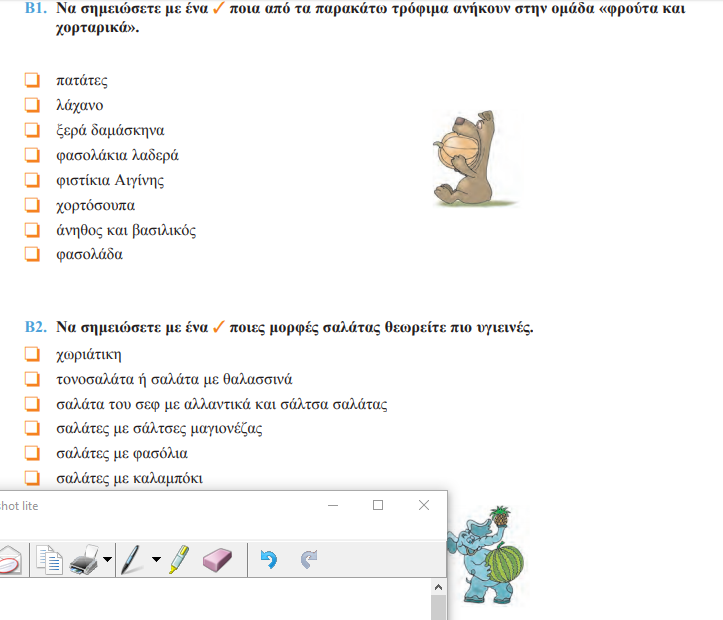 B1. Να σημειώσετε με ένα ✓ ποια από τα παρακάτω τρόφιμα ανήκουν στην ομάδα «φρούτα και
χορταρικά».
πατάτες
λάχανο
ξερά δαμάσκηνα
φασολάκια λαδερά
φιστίκια Αιγίνης
χορτόσουπα
άνηθος και βασιλικός
φασολάδα
B2. Να σημειώσετε με ένα ✓ ποιες μορφές σαλάτας θεωρείτε πιο υγιεινές.
χωριάτικη
τονοσαλάτα ή σαλάτα με θαλασσινά
σαλάτα του σεφ με αλλαντικά και σάλτσα σαλάτας
σαλάτες με σάλτσες μαγιονέζας
σαλάτες με φασόλια
σαλάτες με καλαμπόκι
hot lite